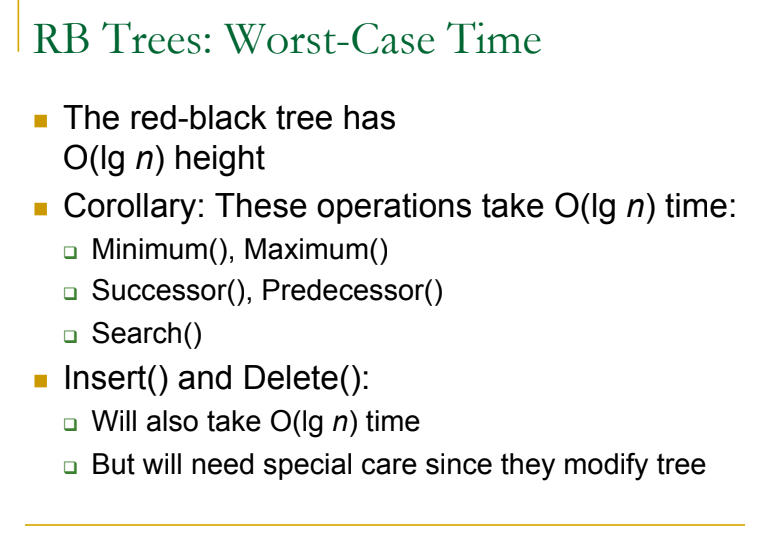 RB Trees: Worst-Case Time
The red-black tree has
O(lg n) height
Corollary: These operations take O(lg n) time:
Minimum(), Maximum()
Successor(), Predecessor()
Search()
Insert() and Delete():
Will also take O(lg n) time
But will need special care since they modify tree